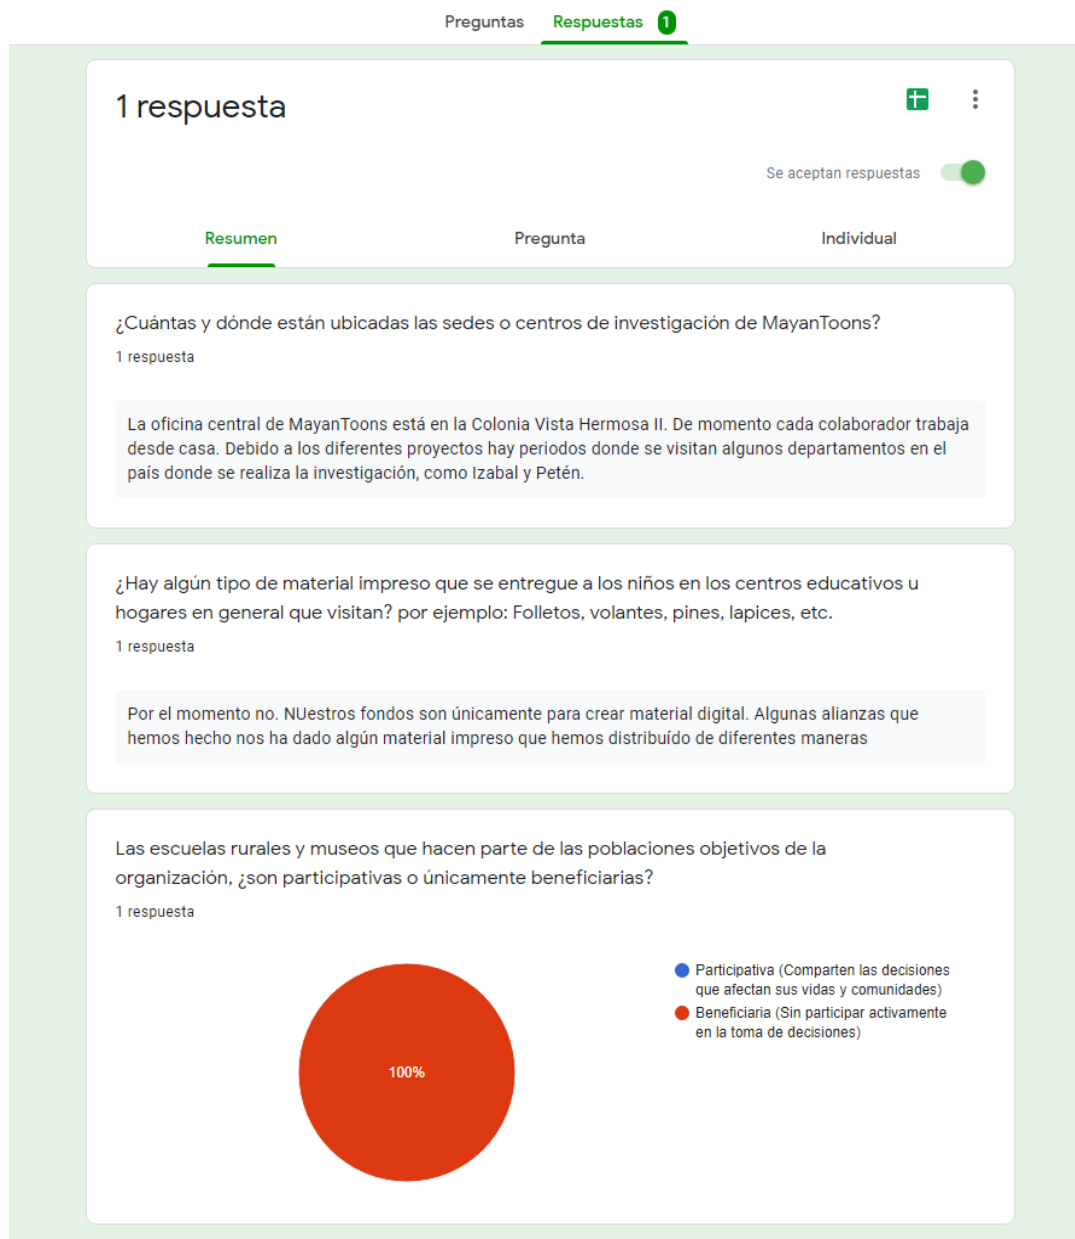 Preguntas Respuestas 1
1 respuesta
Se aceptan respuestas
Resumen Pregunta Individual
¿Cuántas y dónde están ubicadas las sedes o centros de investigación de MayanToons?
1 respuesta
La oficina central de MayanToons está en la Colonia Vista Hermosa II. De momento cada colaborador trabaja
desde casa. Debido a los diferentes proyectos hay periodos donde se visitan algunos departamentos en el
país donde se realiza la investigación, como Izabal y Petén.
¿Hay algún tipo de material impreso que se entregue a los niños en los centros educativos u
hogares en general que visitan? por ejemplo: Folletos, volantes, pines, lapices, etc.
1 respuesta
Por el momento no. NUestros fondos son únicamente para crear material digital. Algunas alianzas que
hemos hecho nos ha dado algún material impreso que hemos distribuído de diferentes maneras
Las escuelas rurales y museos que hacen parte de las poblaciones objetivos de la
organización, ¿son participativas o únicamente beneficiarias?
1 respuesta
Participativa (Comparten las decisiones
que afectan sus vidas y comunidades)
Beneficiaria (Sin participar activamente
en la toma de decisiones)
100%